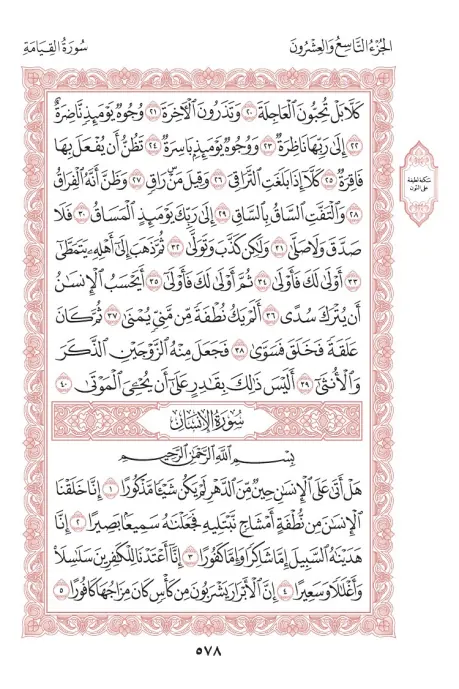 الجُزْءُ التَّاسِعُ وَالعِشْرُونَ
سُورَةُ القِيَامَةِ
كَلَّا بَلْ تُحِبُّونَ الْعَاجِلَةَ ٢٠ وَتَذَرُونَ الْآخِرَةَ ٢١ وُجُوهٌ يَوْمَئِذٍ نَّاضِرَةٌ
٢٢ إِلَى رَبِّهَا نَاظِرَةٌ ٢٣ وَوُجُوهٌ يَوْمَئِذٍ بَاسِرَةٌ ٢٤ تَظُنُّ أَن يُفْعَلَ بِهَا
فَاقِرَةٌ ٢٥ كَلَّا إِذَا بَلَغَتِ التَّرَاقِيَ ٢٦ وَقِيلَ مَنْ رَاقٍ ٢٧ وَظَنَّ أَنَّهُ الْفِرَاقُ
٢٨ وَالْتَفَّتِ السَّاقُ بِالسَّاقِ ٢٩ إِلَى رَبِّكَ يَوْمَئِذٍ الْمَسَاقُ ٣٠ فَلَا
صَدَّقَ وَلَا صَلَّى ٣١ وَلَكِن كَذَّبَ وَتَوَلَّى ٣٢ ثُمَّ ذَهَبَ إِلَى أَهْلِهِ يَتَمَطَّى
٣٣ أَوْلَى لَكَ فَأَوْلَى ٣٤ ثُمَّ أَوْلَى لَكَ فَأَوْلَى ٣٥ أَيَحْسَبُ الْإِنسَانُ
أَن يُتْرَكَ سُدًى ٣٦ أَلَمْ يَكُ نُطْفَةً مِّن مَّنِيٍّ يُمْنَى ٣٧ ثُمَّ كَانَ
عَلَقَةً فَخَلَقَ فَسَوَّى ٣٨ فَجَعَلَ مِنْهُ الزَّوْجَيْنِ الذَّكَرَ
وَالْأُنثَى ٣٩ أَلَيْسَ ذَلِكَ بِقَادِرٍ عَلَى أَن يُحْيِيَ الْمَوْتَى ٤٠
سُورَةُ الإِنسَان
بِسْمِ اللَّهِ الرَّحْمَنِ الرَّحِيمِ
هَلْ أَتَى عَلَى الْإِنسَانِ حِينٌ مِّنَ الدَّهْرِ لَمْ يَكُن شَيْئًا مَّذْكُورًا ١ إِنَّا خَلَقْنَا
الْإِنسَانَ مِن نُّطْفَةٍ أَمْشَاجٍ نَّبْتَلِيهِ فَجَعَلْنَاهُ سَمِيعًا بَصِيرًا ٢ إِنَّا
هَدَيْنَاهُ السَّبِيلَ إِمَّا شَاكِرًا وَإِمَّا كَفُورًا ٣ إِنَّا أَعْتَدْنَا لِلْكَافِرِينَ سَلَاسِلَا
وَأَغْلَالًا وَسَعِيرًا ٤ إِنَّ الْأَبْرَارَ يَشْرَبُونَ مِن كَأْسٍ كَانَ مِزَاجُهَا كَافُورًا ٥
سكتة لطيفة
على النون
٥٧٨